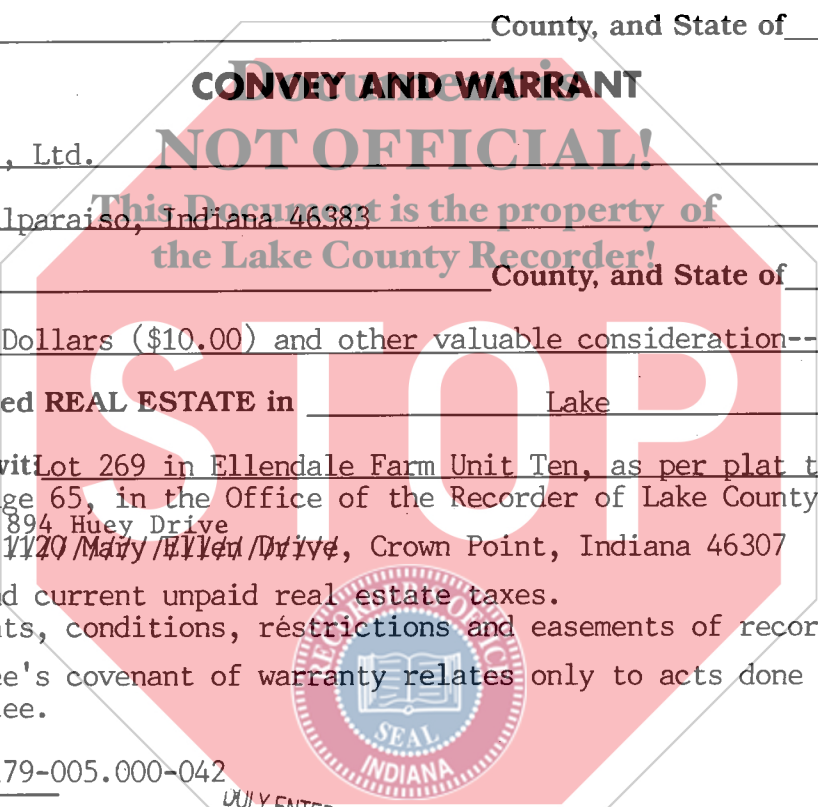 County, and State of
Document is
CONVEY AND WARRANT
NOT OFFICIAL!
, Ltd.
This Document is the property of
lparaiso, Indiana 46383
the Lake County Recorder!
County, and State of
Dollars ($10.00) and other valuable consideration--
STOP
ed REAL ESTATE in Lake
wit: Lot 269 in Ellendale Farm Unit Ten, as per plat t
ge 65, in the Office of the Recorder of Lake County
894 Huey Drive
1120 Mary Ellen Drive, Crown Point, Indiana 46307
d current unpaid real estate taxes.
ts, conditions, restrictions and easements of recor
ee's covenant of warranty relates only to acts done
ee.
RECORDER'S OFFICE
SEAL
INDIANA
79-005.000-042
DULY ENTER